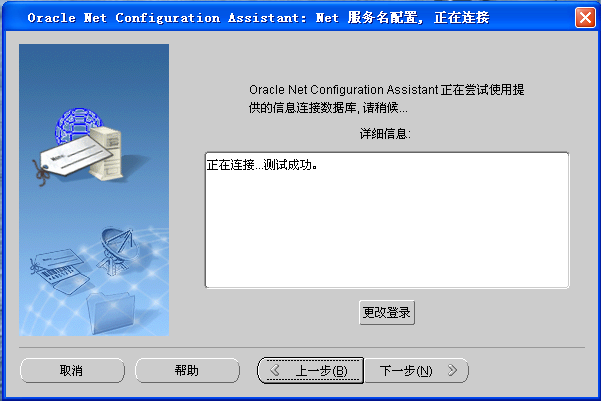 Oracle Net Configuration Assistant: Net 服务名配置, 正在连接
Oracle Net Configuration Assistant 正在尝试使用提
供的信息连接数据库, 请稍候...
详细信息:
正在连接...测试成功。
更改登录
取消
帮助
上一步(B)
下一步(N)